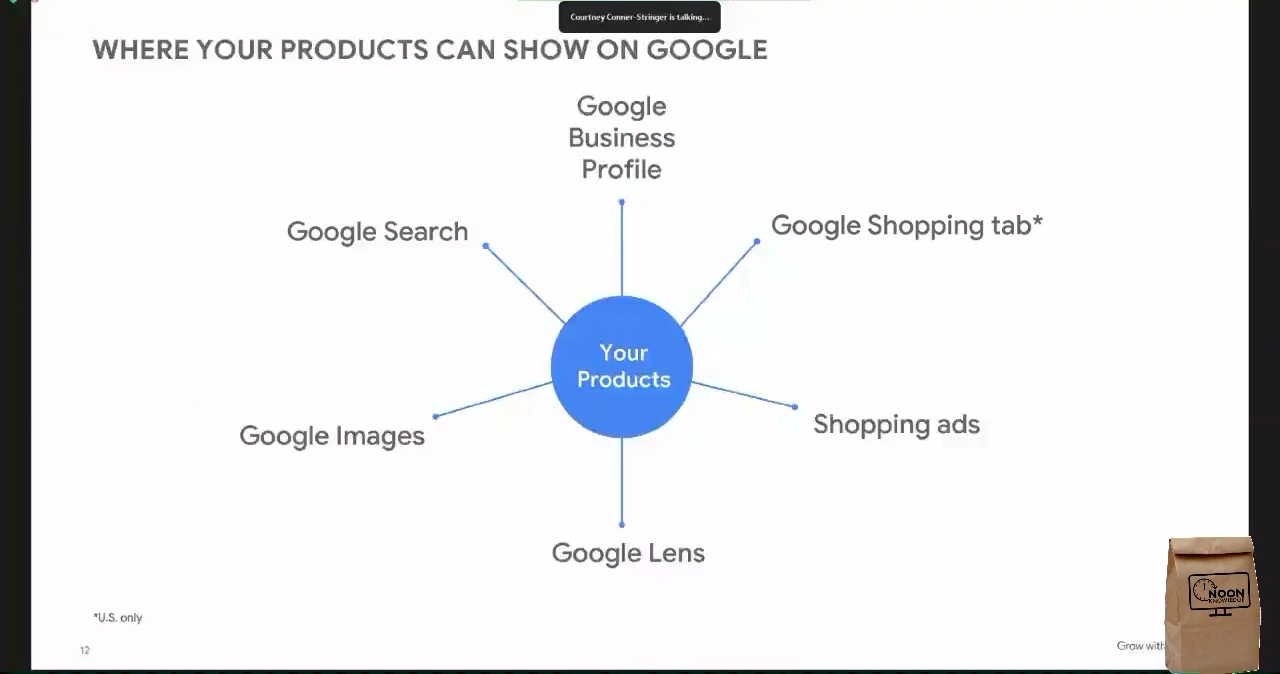 Courtney Conner-Stringer is talking...
WHERE YOUR PRODUCTS CAN SHOW ON GOOGLE
Google
Business
Profile
Google Search
Google Shopping tab*
Your
Products
Google Images
Shopping ads
Google Lens
*U.S. only
12
Grow with
NOON
KNOWLEDGE